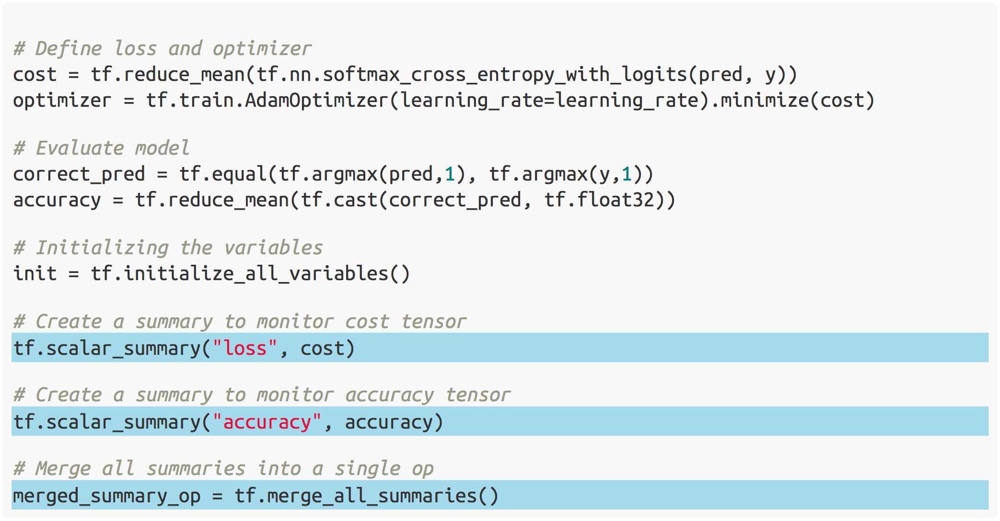 # Define loss and optimizer
cost = tf.reduce_mean(tf.nn.softmax_cross_entropy_with_logits(pred, y))
optimizer = tf.train.AdamOptimizer(learning_rate=learning_rate).minimize(cost)
# Evaluate model
correct_pred = tf.equal(tf.argmax(pred,1), tf.argmax(y,1))
accuracy = tf.reduce_mean(tf.cast(correct_pred, tf.float32))
# Initializing the variables
init = tf.initialize_all_variables()
# Create a summary to monitor cost tensor
tf.scalar_summary("loss", cost)
# Create a summary to monitor accuracy tensor
tf.scalar_summary("accuracy", accuracy)
# Merge all summaries into a single op
merged_summary_op = tf.merge_all_summaries()